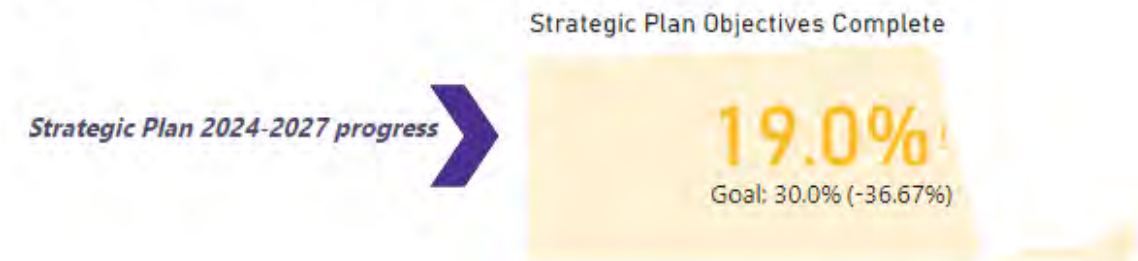 Strategic Plan Objectives Complete
Strategic Plan 2024-2027 progress
19.0%!
Goal: 30.0% (-36.67%)